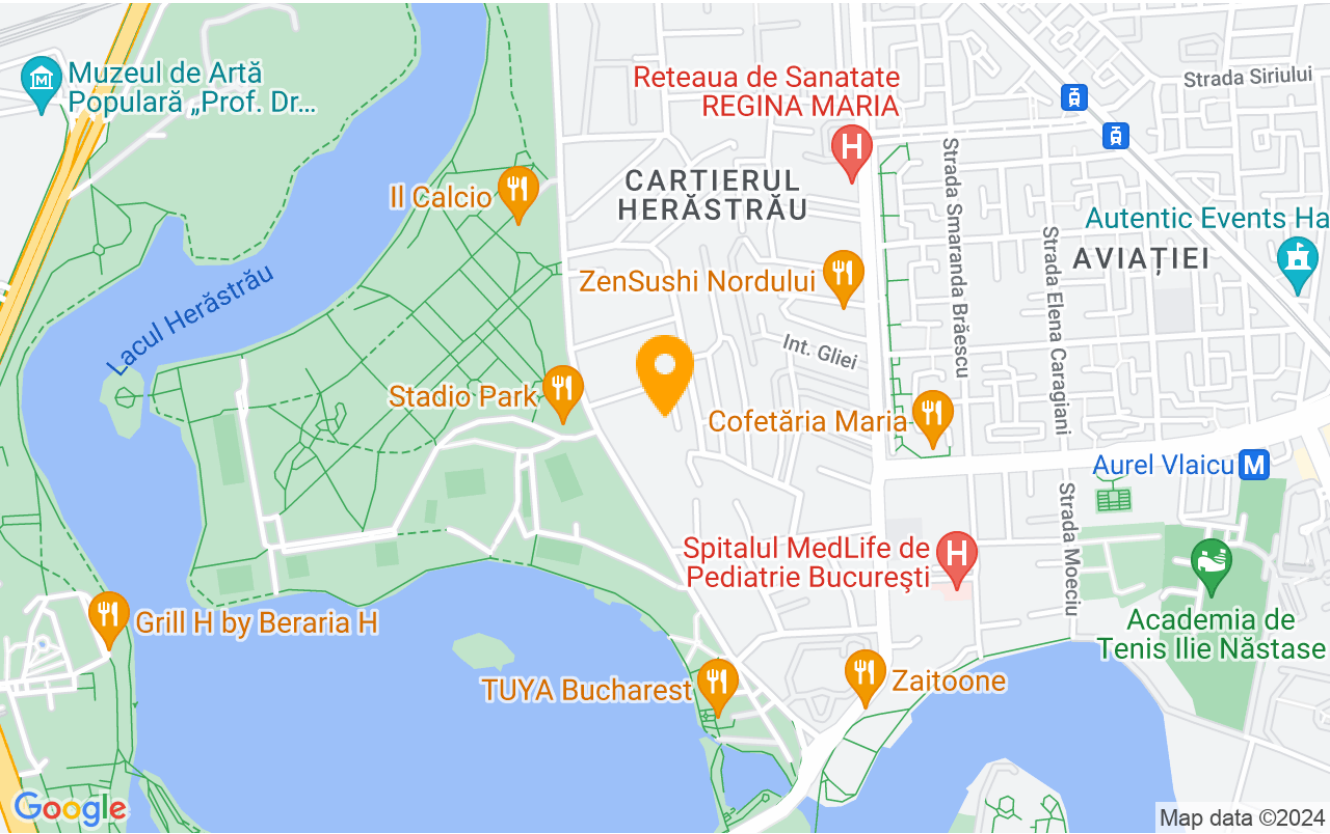 Muzeul de Artă
Populară „Prof. Dr...
Reteaua de Sanatate
REGINA MARIA
Strada Siriului
Il Calcio
CARTIERUL
HERĂSTRĂU
Strada Smaranda Brăescu
Autentic Events Ha
Strada Elena Caragiani
AVIAȚIEI
Lacul Herăstrău
ZenSushi Nordului
Int. Gliei
Stadio Park
Cofetăria Maria
Aurel Vlaicu M
Strada Moeciu
Spitalul MedLife de
Pediatrie Bucureşti
Grill H by Beraria H
Academia de
Tenis Ilie Năstase
TUYA Bucharest
Zaitoone
Google
Map data ©2024